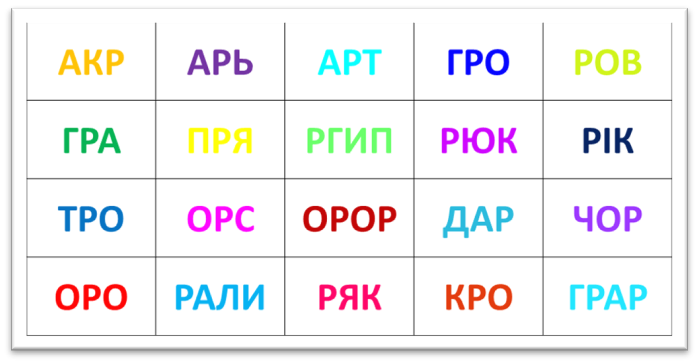 АКР АРЬ АРТ ГРО РОВ
ГРА ПРЯ РГИП РЮК РІК
ТРО ОРС ОРОР ДАР ЧОР
ОРО РАЛИ РЯК КРО ГРАР